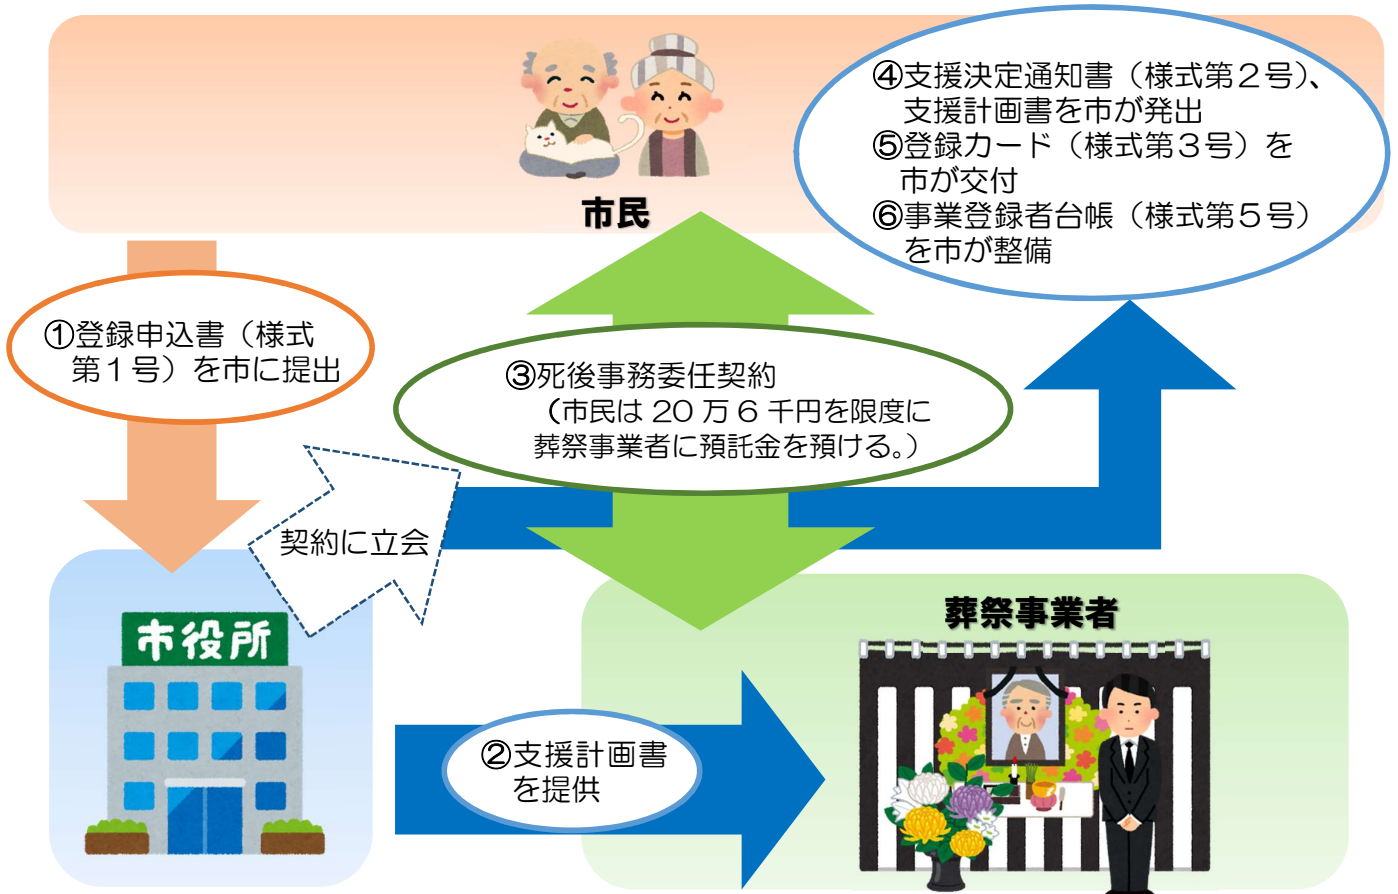 市民
④支援決定通知書（様式第２号）、
支援計画書を市が発出
⑤登録カード（様式第３号）を
市が交付
⑥事業登録者台帳（様式第５号）
を市が整備
①登録申込書（様式
第１号）を市に提出
③死後事務委任契約
（市民は 20 万 6 千円を限度に
葬祭事業者に預託金を預ける。）
契約に立会
市役所
葬祭事業者
②支援計画書
を提供